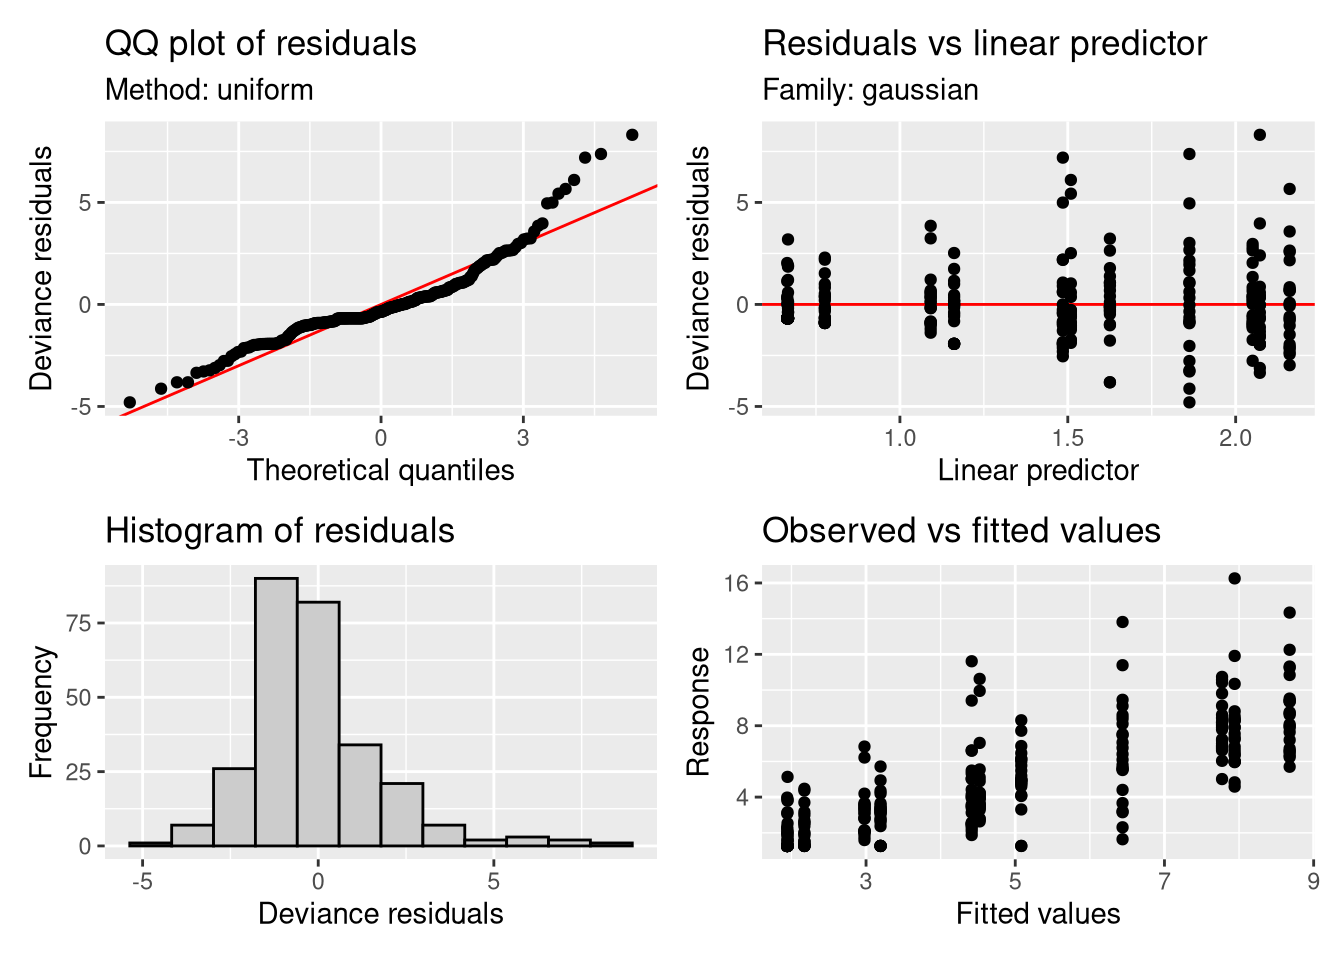 QQ plot of residuals
Method: uniform
Deviance residuals
5
0
-5
-3
0
3
Theoretical quantiles
Residuals vs linear predictor
Family: gaussian
Deviance residuals
5
0
-5
1.0
1.5
2.0
Linear predictor
Histogram of residuals
Frequency
75
50
25
0
-5
0
5
Deviance residuals
Observed vs fitted values
Response
16
12
8
4
3
5
7
9
Fitted values